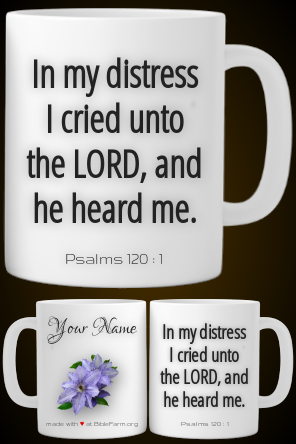 In my distress
I cried unto
the LORD, and
he heard me.
Psalms 120 : 1
Your Name
made with ♥ at BibleFarm.org
In my distress
I cried unto
the LORD, and
he heard me.
Psalms 120 : 1